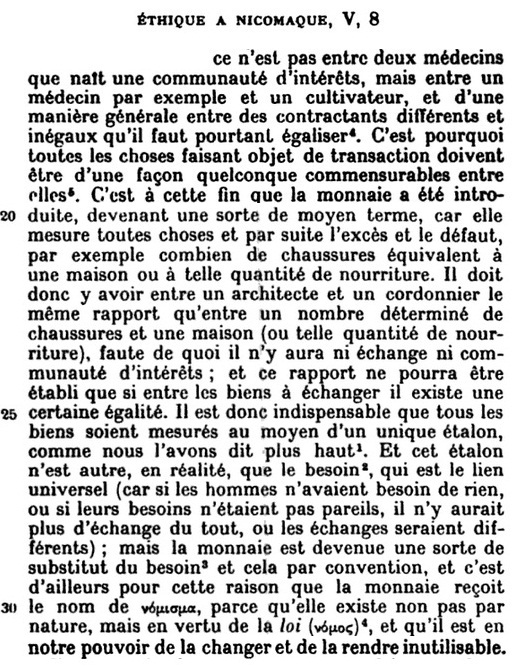 ÉTHIQUE A NICOMAQUE, V, 8
ce n'est pas entre deux médecins
que naît une communauté d'intérêts, mais entre un
médecin par exemple et un cultivateur, et d'une
manière générale entre des contractants différents et
inégaux qu'il faut pourtant égaliser⁴. C'est pourquoi
toutes les choses faisant objet de transaction doivent
être d'une façon quelconque commensurables entre
elles⁵. C'est à cette fin que la monnaie a été intro-
20 duite, devenant une sorte de moyen terme, car elle
mesure toutes choses et par suite l'excès et le défaut,
par exemple combien de chaussures équivalent à
une maison ou à telle quantité de nourriture. Il doit
donc y avoir entre un architecte et un cordonnier le
même rapport qu'entre un nombre déterminé de
chaussures et une maison (ou telle quantité de nour-
riture), faute de quoi il n'y aura ni échange ni com-
munauté d'intérêts ; et ce rapport ne pourra être
établi que si entre les biens à échanger il existe une
25 certaine égalité. Il est donc indispensable que tous les
biens soient mesurés au moyen d'un unique étalon,
comme nous l'avons dit plus haut¹. Et cet étalon
n'est autre, en réalité, que le besoin², qui est le lien
universel (car si les hommes n'avaient besoin de rien,
ou si leurs besoins n'étaient pas pareils, il n'y aurait
plus d'échange du tout, ou les échanges seraient dif-
férents) ; mais la monnaie est devenue une sorte de
substitut du besoin³ et cela par convention, et c'est
d'ailleurs pour cette raison que la monnaie reçoit
30 le nom de νόμισμα, parce qu'elle existe non pas par
nature, mais en vertu de la loi (νόμος)⁴, et qu'il est en
notre pouvoir de la changer et de la rendre inutilisable.